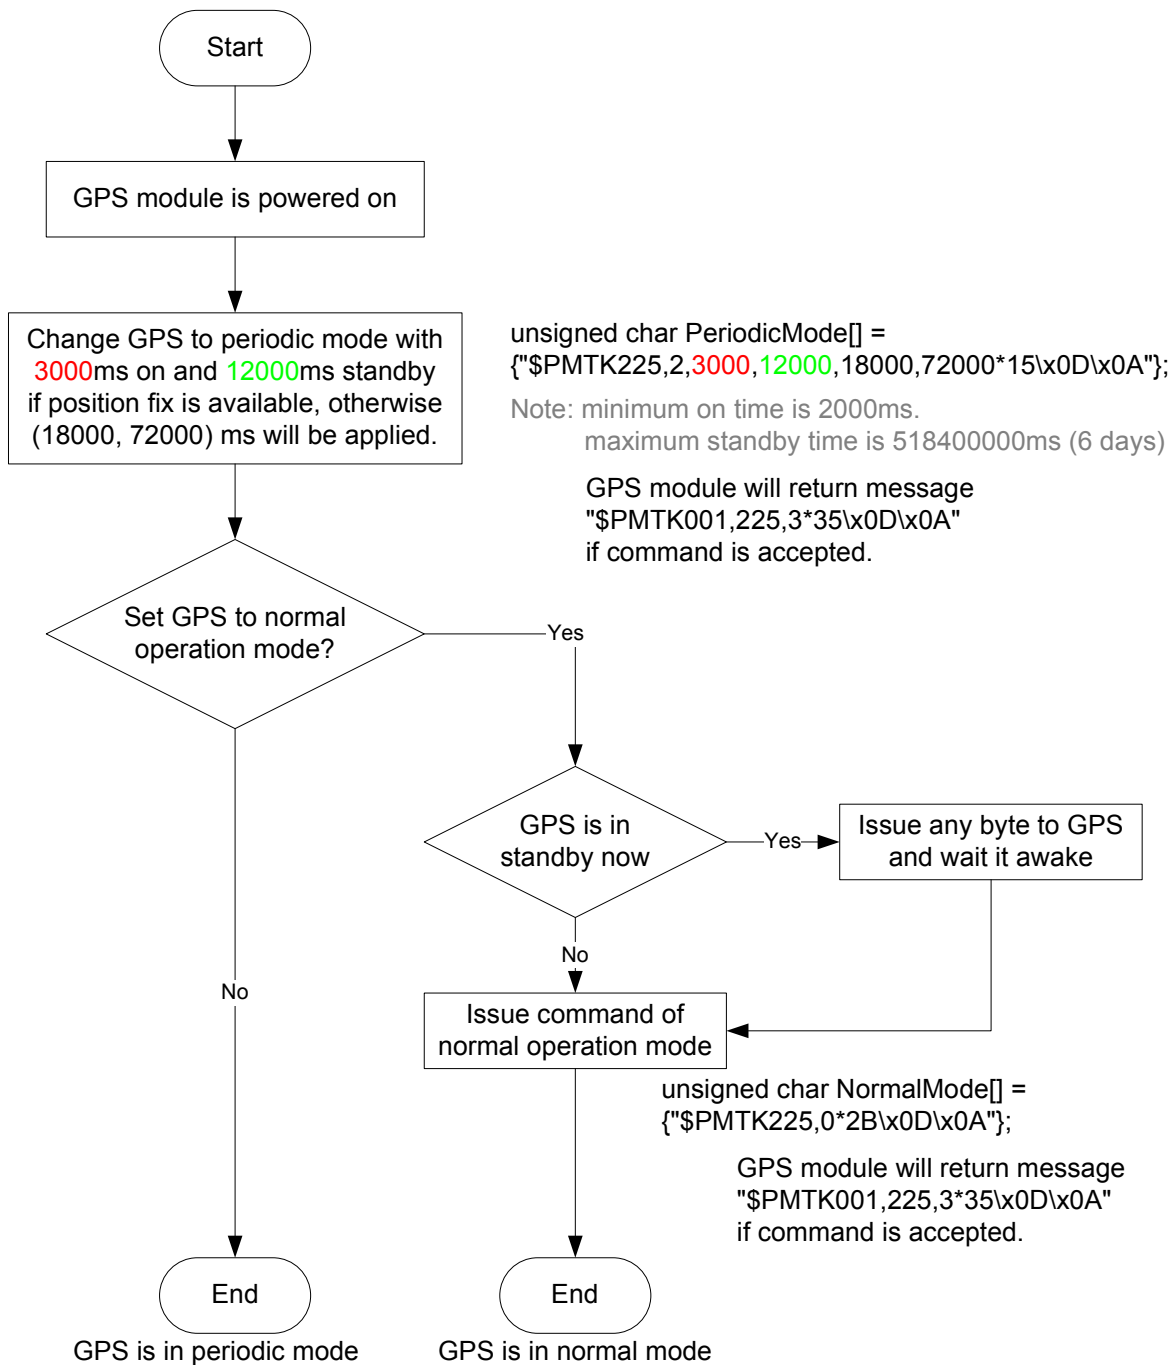 Start
GPS module is powered on
Change GPS to periodic mode with
3000ms on and 12000ms standby
if position fix is available, otherwise
(18000, 72000) ms will be applied.
unsigned char PeriodicMode[] =
{"$PMTK225,2,3000,12000,18000,72000*15\x0D\x0A"};
Note: minimum on time is 2000ms.
maximum standby time is 518400000ms (6 days)
GPS module will return message
"$PMTK001,225,3*35\x0D\x0A"
if command is accepted.
Set GPS to normal
operation mode?
Yes
GPS is in
standby now
Yes
Issue any byte to GPS
and wait it awake
No
No
Issue command of
normal operation mode
unsigned char NormalMode[] =
{"$PMTK225,0*2B\x0D\x0A"};
GPS module will return message
"$PMTK001,225,3*35\x0D\x0A"
if command is accepted.
End
GPS is in periodic mode
End
GPS is in normal mode